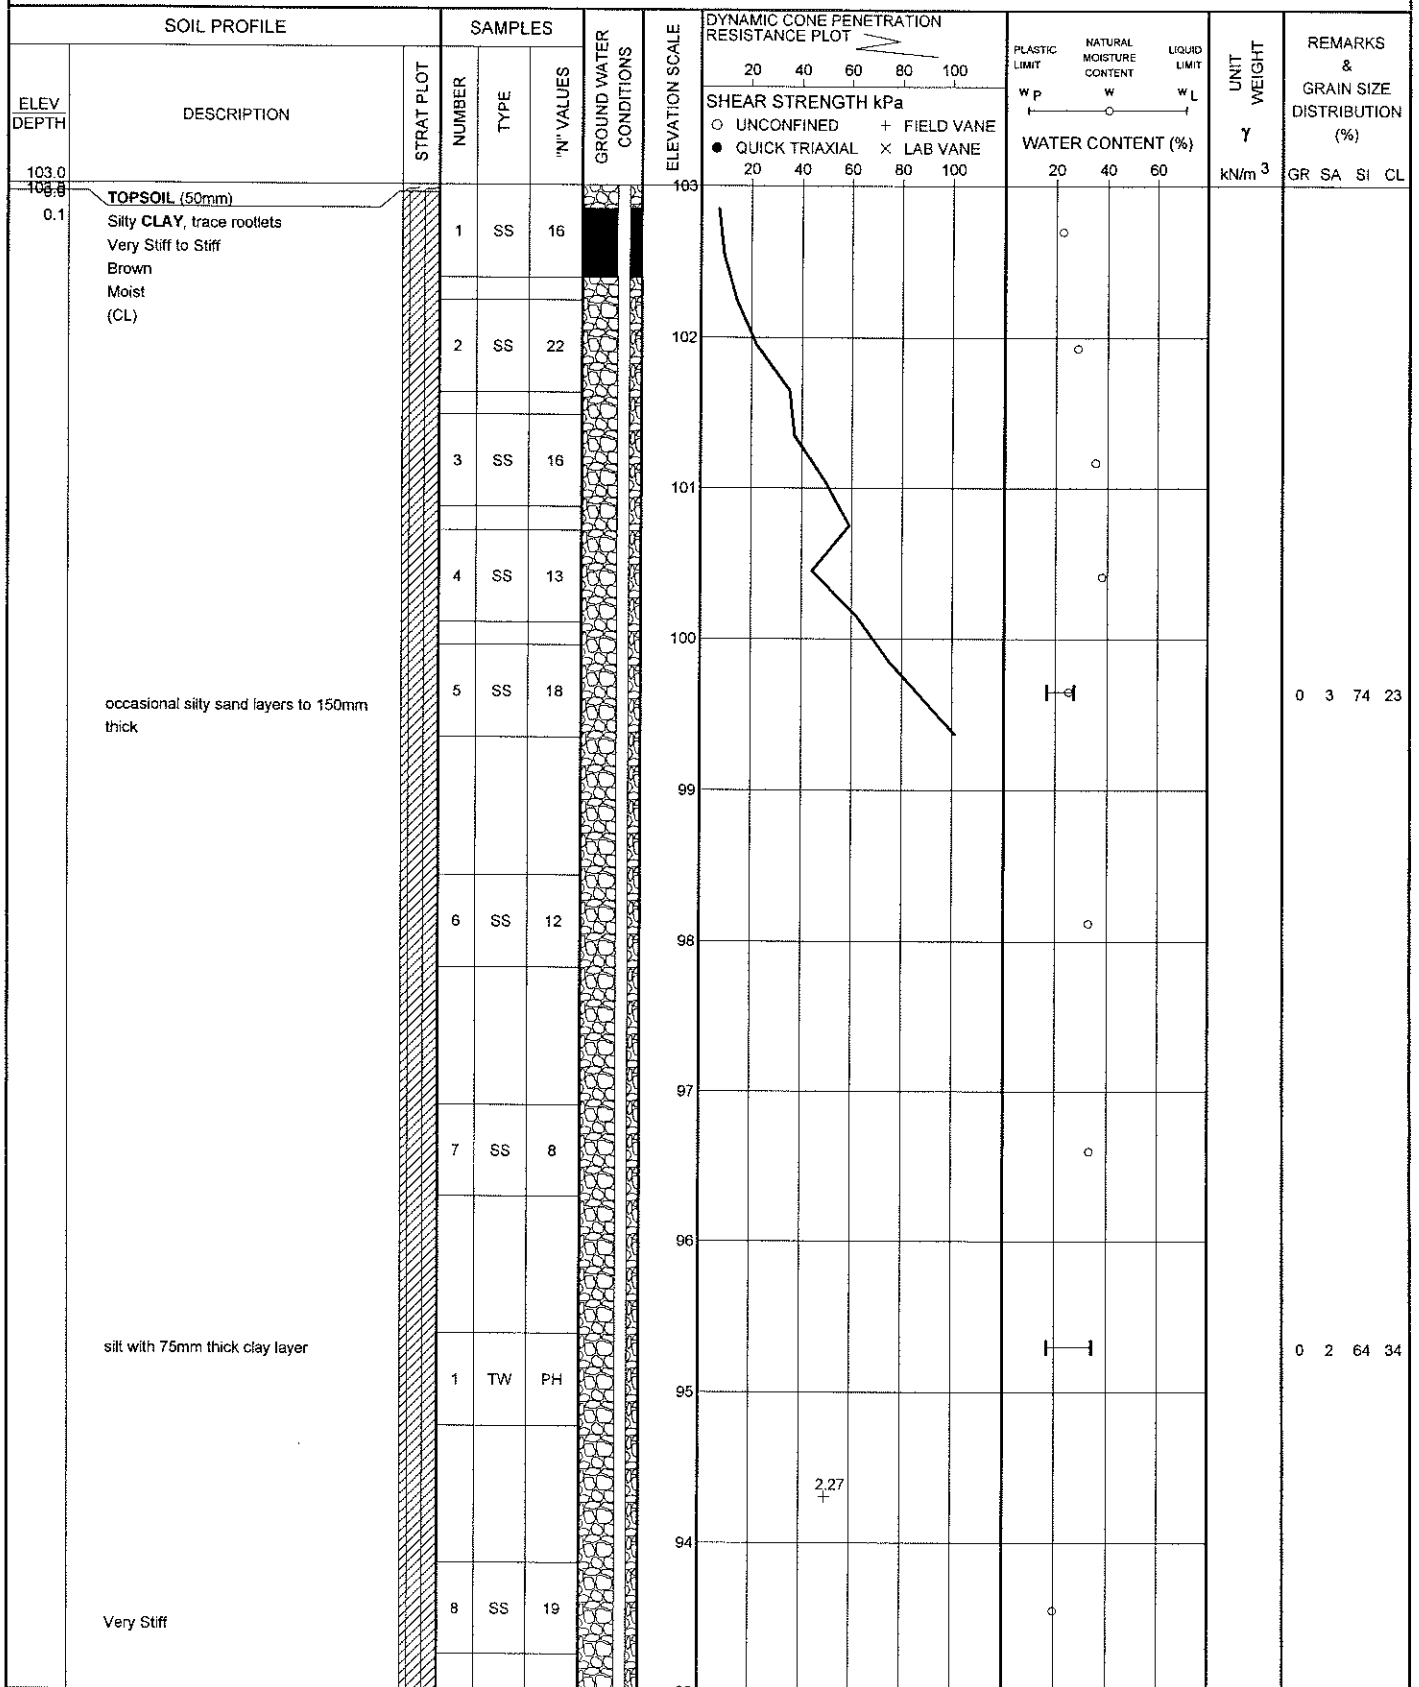 SOIL PROFILE
SAMPLES
ELEV
DEPTH
DESCRIPTION
STRAT PLOT
NUMBER
TYPE
"N" VALUES
GROUND WATER
CONDITIONS
ELEVATION SCALE
DYNAMIC CONE PENETRATION
RESISTANCE PLOT
20 40 60 80 100
SHEAR STRENGTH kPa
○ UNCONFINED + FIELD VANE
● QUICK TRIAXIAL × LAB VANE
20 40 60 80 100
PLASTIC
LIMIT
NATURAL
MOISTURE
CONTENT
LIQUID
LIMIT
WP W WL
WATER CONTENT (%)
20 40 60
UNIT
WEIGHT
γ
kN/m 3
REMARKS
&
GRAIN SIZE
DISTRIBUTION
(%)
GR SA SI CL
103.0
0.1
TOPSOIL (50mm)
Silty CLAY, trace rootlets
Very Stiff to Stiff
Brown
Moist
(CL)
1 SS 16
2 SS 22
3 SS 16
4 SS 13
occasional silty sand layers to 150mm
thick
5 SS 18
0 3 74 23
6 SS 12
7 SS 8
silt with 75mm thick clay layer
1 TW PH
0 2 64 34
2.27
+
8 SS 19
Very Stiff
103
102
101
100
99
98
97
96
95
94